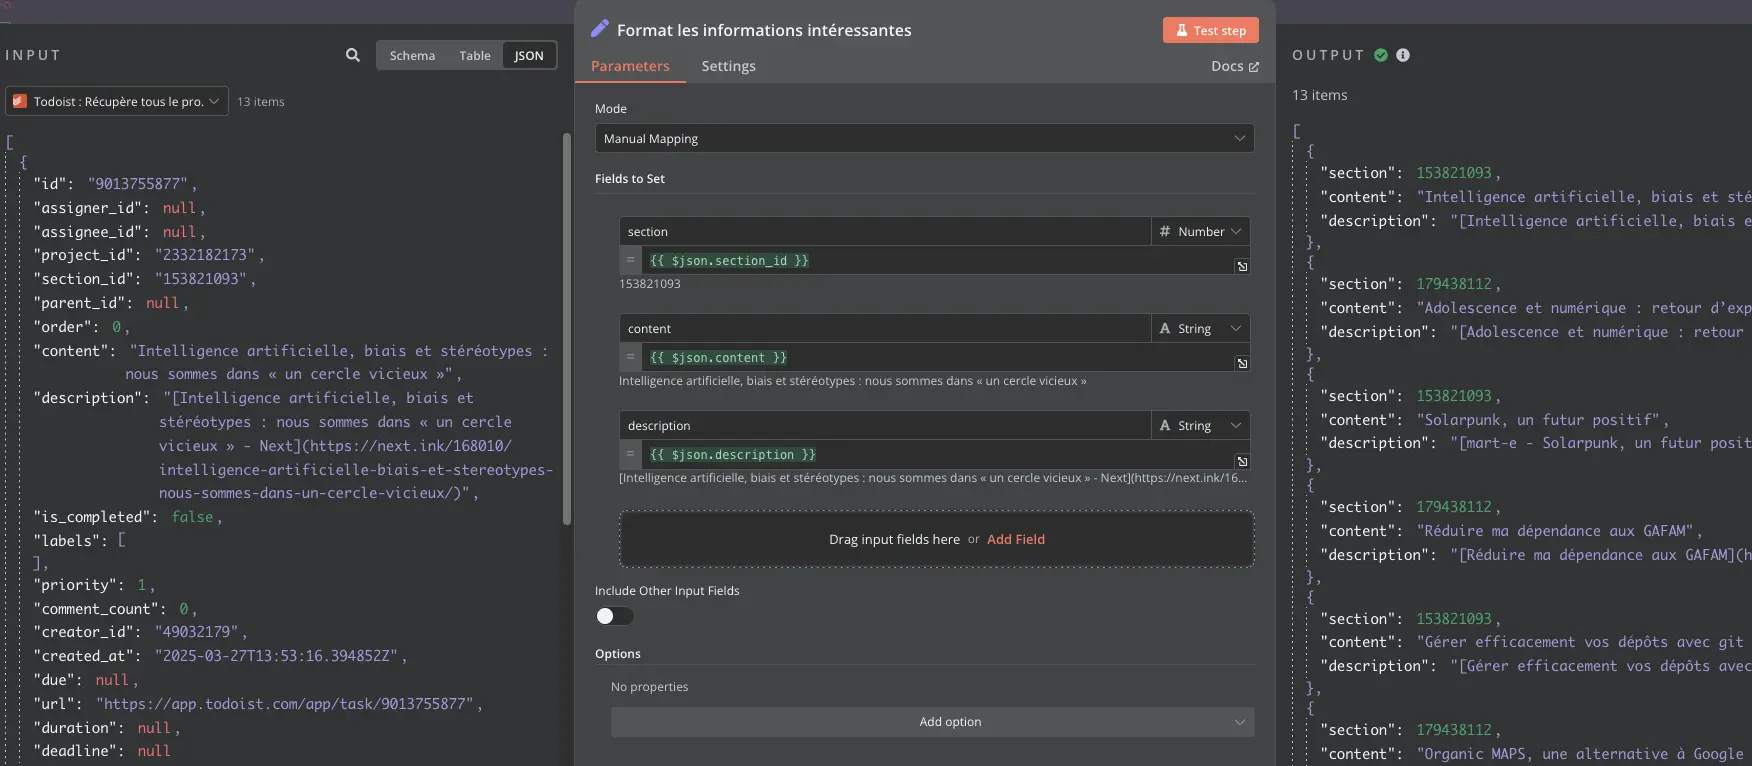 INPUT
Schema
Table
JSON
Todoist : Récupère tous le pro.
13 items
[
{
"id": "9013755877",
"assigner_id": null,
"assignee_id": null,
"project_id": "2332182173",
"section_id": "153821093",
"parent_id": null,
"order": 0,
"content": "Intelligence artificielle, biais et stéréotypes :
nous sommes dans « un cercle vicieux »",
"description": "[Intelligence artificielle, biais et
stéréotypes : nous sommes dans « un cercle
vicieux » - Next](https://next.ink/168010/
intelligence-artificielle-biais-et-stereotypes-
nous-sommes-dans-un-cercle-vicieux/)",
"is_completed": false,
"labels": [
],
"priority": 1,
"comment_count": 0,
"creator_id": "49032179",
"created_at": "2025-03-27T13:53:16.394852Z",
"due": null,
"url": "https://app.todoist.com/app/task/9013755877",
"duration": null,
"deadline": null
Format les informations intéressantes
Test step
Parameters
Settings
Docs
Mode
Manual Mapping
Fields to Set
section
# Number
= {{ $json.section_id }}
153821093
content
A String
= {{ $json.content }}
Intelligence artificielle, biais et stéréotypes : nous sommes dans « un cercle vicieux »
description
A String
= {{ $json.description }}
[Intelligence artificielle, biais et stéréotypes : nous sommes dans « un cercle vicieux » - Next](https://next.ink/16...
Drag input fields here or Add Field
Include Other Input Fields
Options
No properties
Add option
OUTPUT
13 items
[
{
"section": 153821093,
"content": "Intelligence artificielle, biais et sté
"description": "[Intelligence artificielle, biais e
},
{
"section": 179438112,
"content": "Adolescence et numérique : retour d’exp
"description": "[Adolescence et numérique : retour
},
{
"section": 153821093,
"content": "Solarpunk, un futur positif",
"description": "[mart-e - Solarpunk, un futur posit
},
{
"section": 179438112,
"content": "Réduire ma dépendance aux GAFAM",
"description": "[Réduire ma dépendance aux GAFAM](h
},
{
"section": 153821093,
"content": "Gérer efficacement vos dépôts avec git
"description": "[Gérer efficacement vos dépôts avec
},
{
"section": 179438112,
"content": "Organic MAPS, une alternative à Google